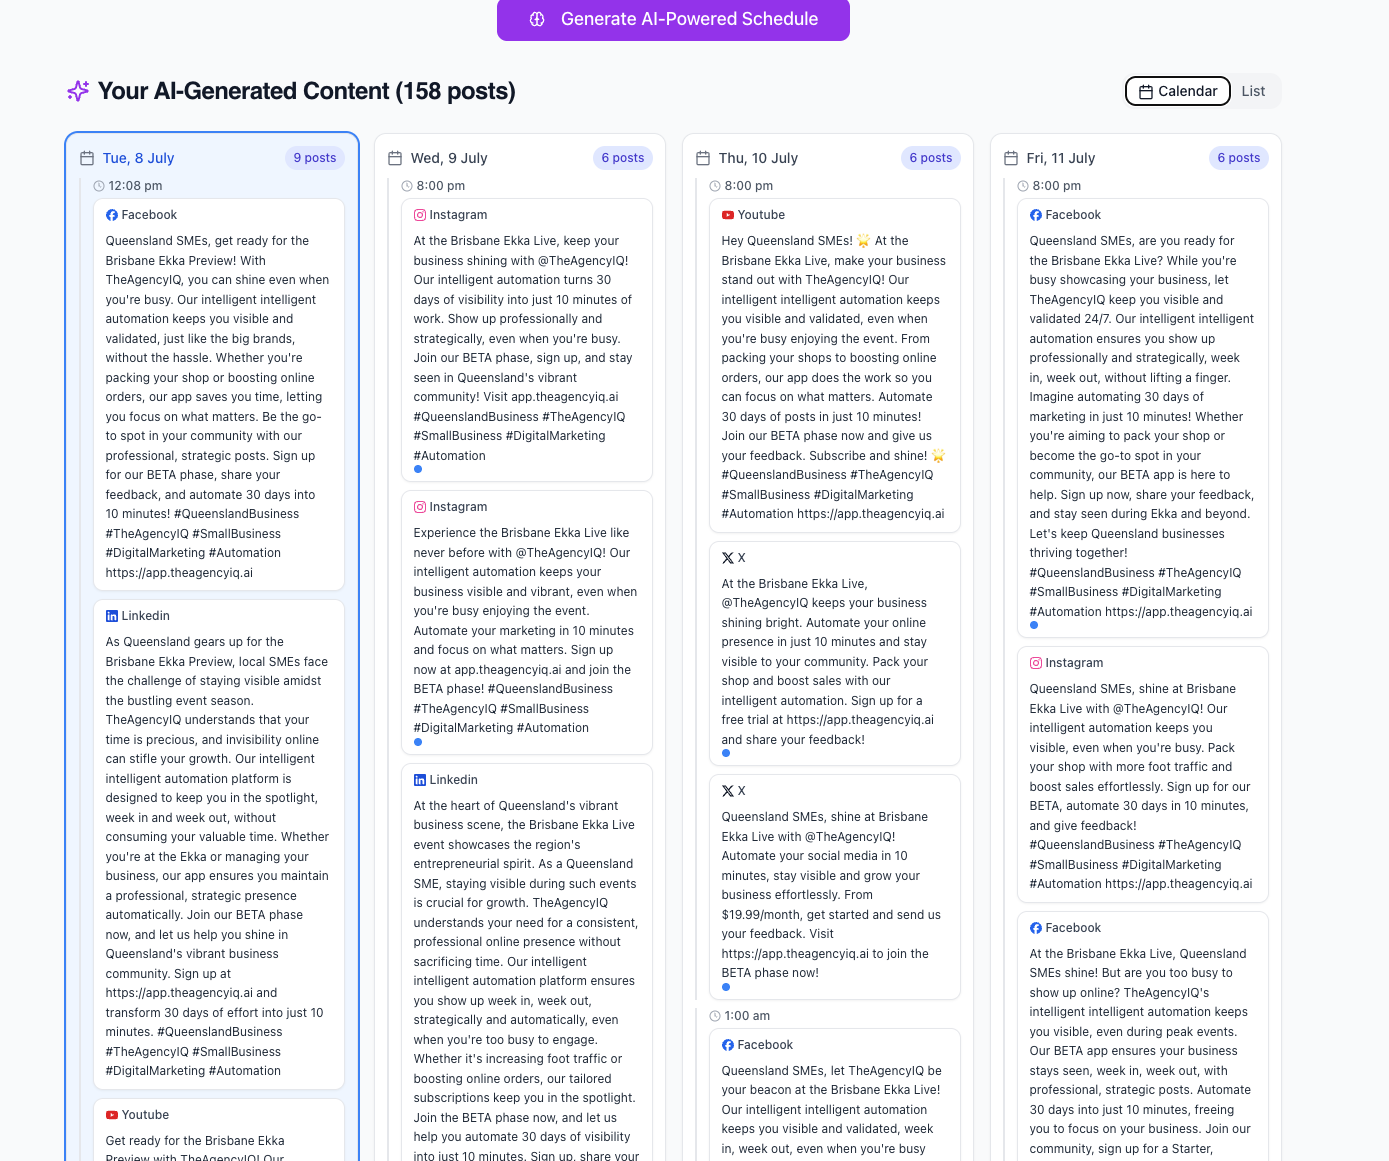 Generate AI-Powered Schedule
Your AI-Generated Content (158 posts)
Calendar
List
Tue, 8 July
9 posts
12:08 pm
Facebook
Queensland SMEs, get ready for the
Brisbane Ekka Preview! With
TheAgencyIQ, you can shine even when
you're busy. Our intelligent intelligent
automation keeps you visible and
validated, just like the big brands,
without the hassle. Whether you're
packing your shop or boosting online
orders, our app saves you time, letting
you focus on what matters. Be the go-
to spot in your community with our
professional, strategic posts. Sign up
for our BETA phase, share your
feedback, and automate 30 days into
10 minutes! #QueenslandBusiness
#TheAgencyIQ #SmallBusiness
#DigitalMarketing #Automation
https://app.theagencyiq.ai
Linkedin
As Queensland gears up for the
Brisbane Ekka Preview, local SMEs face
the challenge of staying visible amidst
the bustling event season.
TheAgencyIQ understands that your
time is precious, and invisibility online
can stifle your growth. Our intelligent
intelligent automation platform is
designed to keep you in the spotlight,
week in and week out, without
consuming your valuable time. Whether
you're at the Ekka or managing your
business, our app ensures you maintain
a professional, strategic presence
automatically. Join our BETA phase
now, and let us help you shine in
Queensland's vibrant business
community. Sign up at
https://app.theagencyiq.ai and
transform 30 days of effort into just 10
minutes. #QueenslandBusiness
#TheAgencyIQ #SmallBusiness
#DigitalMarketing #Automation
Youtube
Get ready for the Brisbane Ekka
Preview with TheAgencyIQ! Our
Wed, 9 July
6 posts
8:00 pm
Instagram
At the Brisbane Ekka Live, keep your
business shining with @TheAgencyIQ!
Our intelligent automation turns 30
days of visibility into just 10 minutes of
work. Show up professionally and
strategically, even when you're busy.
Join our BETA phase, sign up, and stay
seen in Queensland's vibrant
community! Visit app.theagencyiq.ai
#QueenslandBusiness #TheAgencyIQ
#SmallBusiness #DigitalMarketing
#Automation
Instagram
Experience the Brisbane Ekka Live like
never before with @TheAgencyIQ! Our
intelligent automation keeps your
business visible and vibrant, even when
you're busy enjoying the event.
Automate your marketing in 10 minutes
and focus on what matters. Sign up
now at app.theagencyiq.ai and join the
BETA phase! #QueenslandBusiness
#TheAgencyIQ #SmallBusiness
#DigitalMarketing #Automation
Linkedin
At the heart of Queensland's vibrant
business scene, the Brisbane Ekka Live
event showcases the region's
entrepreneurial spirit. As a Queensland
SME, staying visible during such events
is crucial for growth. TheAgencyIQ
understands your need for a consistent,
professional online presence without
sacrificing time. Our intelligent
intelligent automation platform ensures
you show up week in, week out,
strategically and automatically, even
when you're too busy to engage.
Whether it's increasing foot traffic or
boosting online orders, our tailored
subscriptions keep you in the spotlight.
Join the BETA phase now, and let us
help you automate 30 days of visibility
into just 10 minutes. Sign up, share your
Thu, 10 July
6 posts
8:00 pm
Youtube
Hey Queensland SMEs! 🌟 At the
Brisbane Ekka Live, make your business
stand out with TheAgencyIQ! Our
intelligent intelligent automation keeps
you visible and validated, even when
you're busy enjoying the event. From
packing your shops to boosting online
orders, our app does the work so you
can focus on what matters. Automate
30 days of posts in just 10 minutes!
Join our BETA phase now and give us
your feedback. Subscribe and shine! 🌟
#QueenslandBusiness #TheAgencyIQ
#SmallBusiness #DigitalMarketing
#Automation https://app.theagencyiq.ai
X
At the Brisbane Ekka Live,
@TheAgencyIQ keeps your business
shining bright. Automate your online
presence in just 10 minutes and stay
visible to your community. Pack your
shop and boost sales with our
intelligent automation. Sign up for a
free trial at https://app.theagencyiq.ai
and share your feedback!
X
Queensland SMEs, shine at Brisbane
Ekka Live with @TheAgencyIQ!
Automate your social media in 10
minutes, stay visible and grow your
business effortlessly. From
$19.99/month, get started and send us
your feedback. Visit
https://app.theagencyiq.ai to join the
BETA phase now!
1:00 am
Facebook
Queensland SMEs, let TheAgencyIQ be
your beacon at the Brisbane Ekka Live!
Our intelligent intelligent automation
keeps you visible and validated, week
in, week out, even when you're busy
Fri, 11 July
6 posts
8:00 pm
Facebook
Queensland SMEs, are you ready for
the Brisbane Ekka Live? While you're
busy showcasing your business, let
TheAgencyIQ keep you visible and
validated 24/7. Our intelligent intelligent
automation ensures you show up
professionally and strategically, week
in, week out, without lifting a finger.
Imagine automating 30 days of
marketing in just 10 minutes! Whether
you're aiming to pack your shop or
become the go-to spot in your
community, our BETA app is here to
help. Sign up now, share your feedback,
and stay seen during Ekka and beyond.
Let's keep Queensland businesses
thriving together!
#QueenslandBusiness #TheAgencyIQ
#SmallBusiness #DigitalMarketing
#Automation https://app.theagencyiq.ai
Instagram
Queensland SMEs, shine at Brisbane
Ekka Live with @TheAgencyIQ! Our
intelligent automation keeps you
visible, even when you're busy. Pack
your shop with more foot traffic and
boost sales effortlessly. Sign up for our
BETA, automate 30 days in 10 minutes,
and give feedback!
#QueenslandBusiness #TheAgencyIQ
#SmallBusiness #DigitalMarketing
#Automation https://app.theagencyiq.ai
Facebook
At the Brisbane Ekka Live, Queensland
SMEs shine! But are you too busy to
show up online? TheAgencyIQ's
intelligent intelligent automation keeps
you visible, even during peak events.
Our BETA app ensures your business
stays seen, week in, week out, with
professional, strategic posts. Automate
30 days into just 10 minutes, freeing
you to focus on your business. Join our
community, sign up for a Starter,